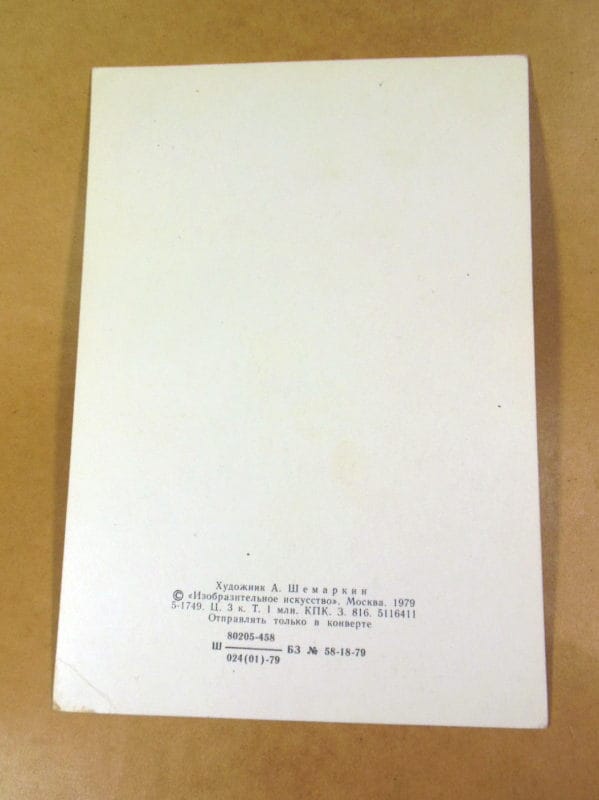 Художник А. Шемаркин
© «Изобразительное искусство». Москва. 1979
5-1749. Ц. 3 к. Т. 1 млн. КПК. З. 816. 5116411
Отправлять только в конверте
80205-458
Ш ——— БЗ № 58-18-79
024(01)-79